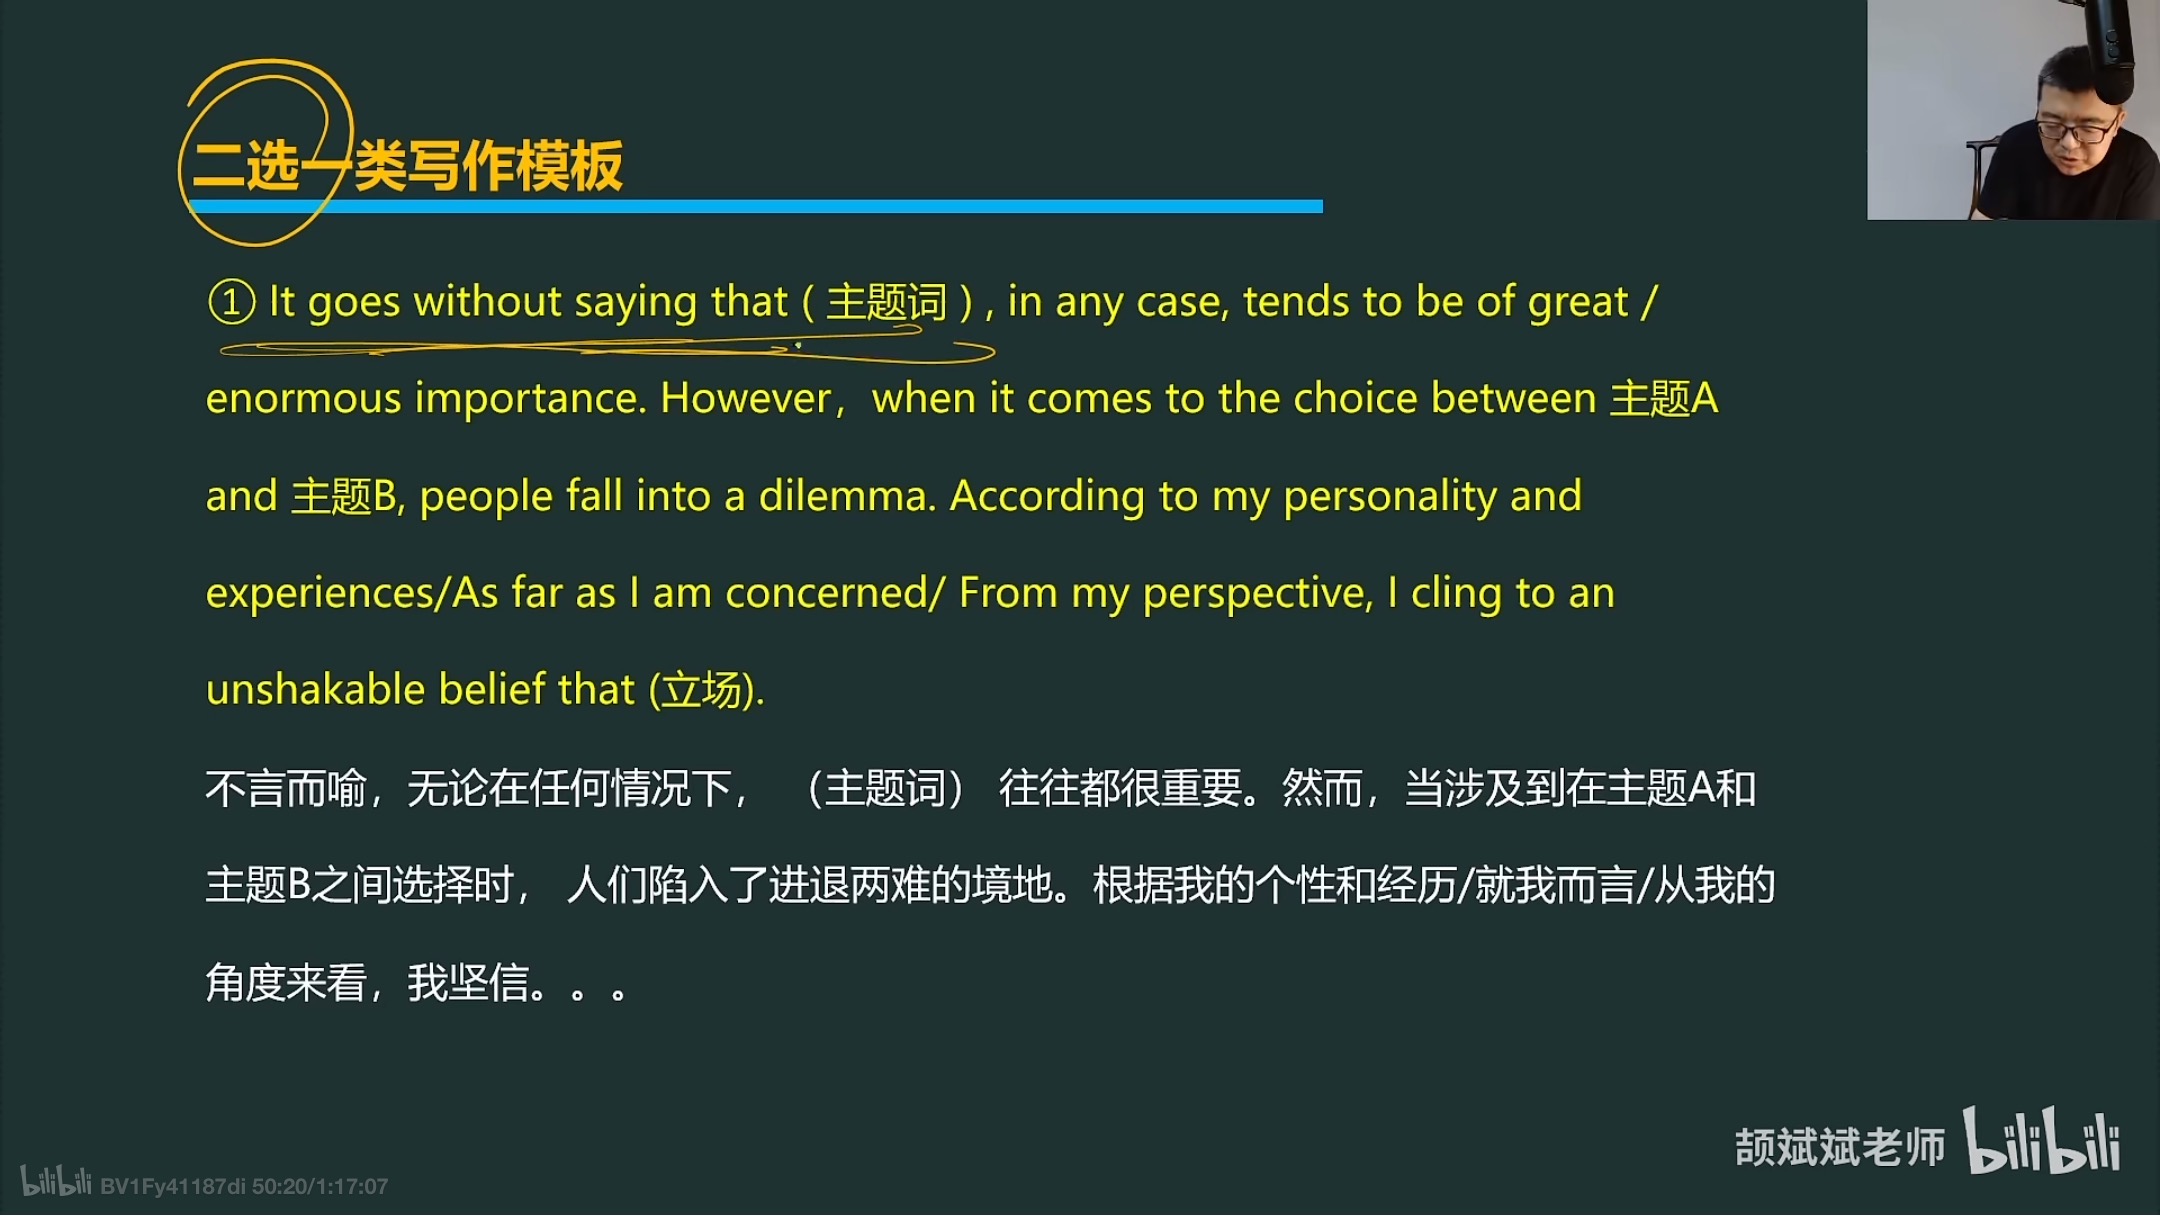 二选一类写作模板
① It goes without saying that ( 主题词 ) , in any case, tends to be of great /
enormous importance. However，when it comes to the choice between 主题A
and 主题B, people fall into a dilemma. According to my personality and
experiences/As far as I am concerned/ From my perspective, I cling to an
unshakable belief that (立场).
不言而喻，无论在任何情况下， （主题词） 往往都很重要。然而，当涉及到在主题A和
主题B之间选择时， 人们陷入了进退两难的境地。根据我的个性和经历/就我而言/从我的
角度来看，我坚信。。。
颉斌斌老师 bilibili
bilibili BV1Fy41187di 50:20/1:17:07